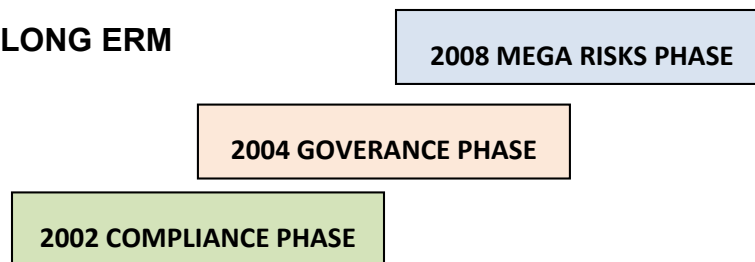 LONG ERM
2008 MEGA RISKS PHASE
2004 GOVERANCE PHASE
2002 COMPLIANCE PHASE